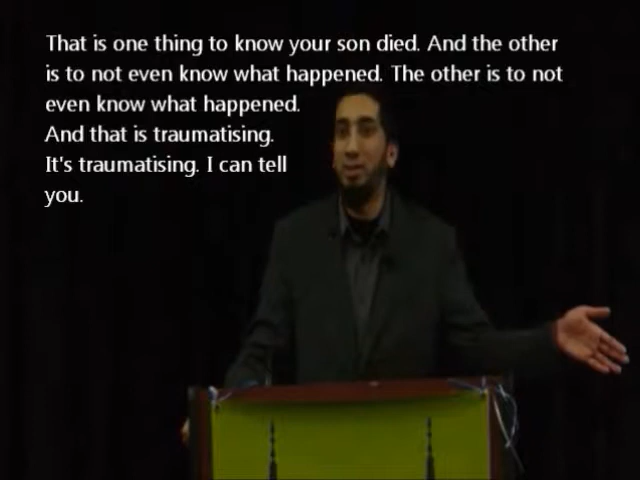 That is one thing to know your son died. And the other
is to not even know what happened. The other is to not
even know what happened.
And that is traumatising.
It's traumatising. I can tell
you.